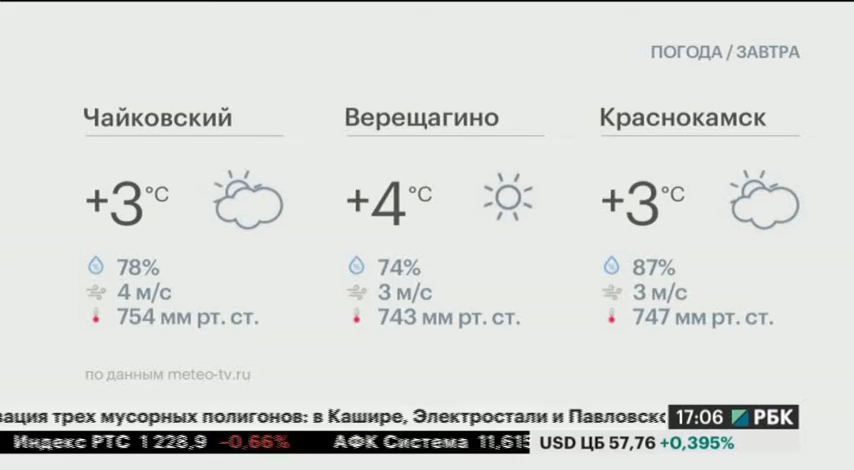 ПОГОДА / ЗАВТРА
Чайковский
+3°C
78%
4 м/с
754 мм рт. ст.
Верещагино
+4°C
74%
3 м/с
743 мм рт. ст.
Краснокамск
+3°C
87%
3 м/с
747 мм рт. ст.
по данным meteo-tv.ru
зация трех мусорных полигонов: в Кашире, Электростали и Павловско
17:06 РБК
Индекс РТС 1 228,9 -0,66% АФК Система 11,615
USD ЦБ 57,76 +0,395%